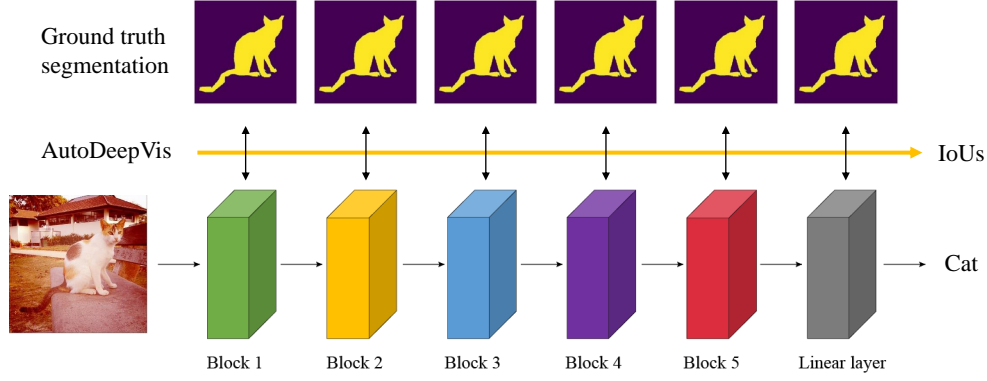 Ground truth
segmentation
AutoDeepVis
IoUs
Cat
Block 1
Block 2
Block 3
Block 4
Block 5
Linear layer